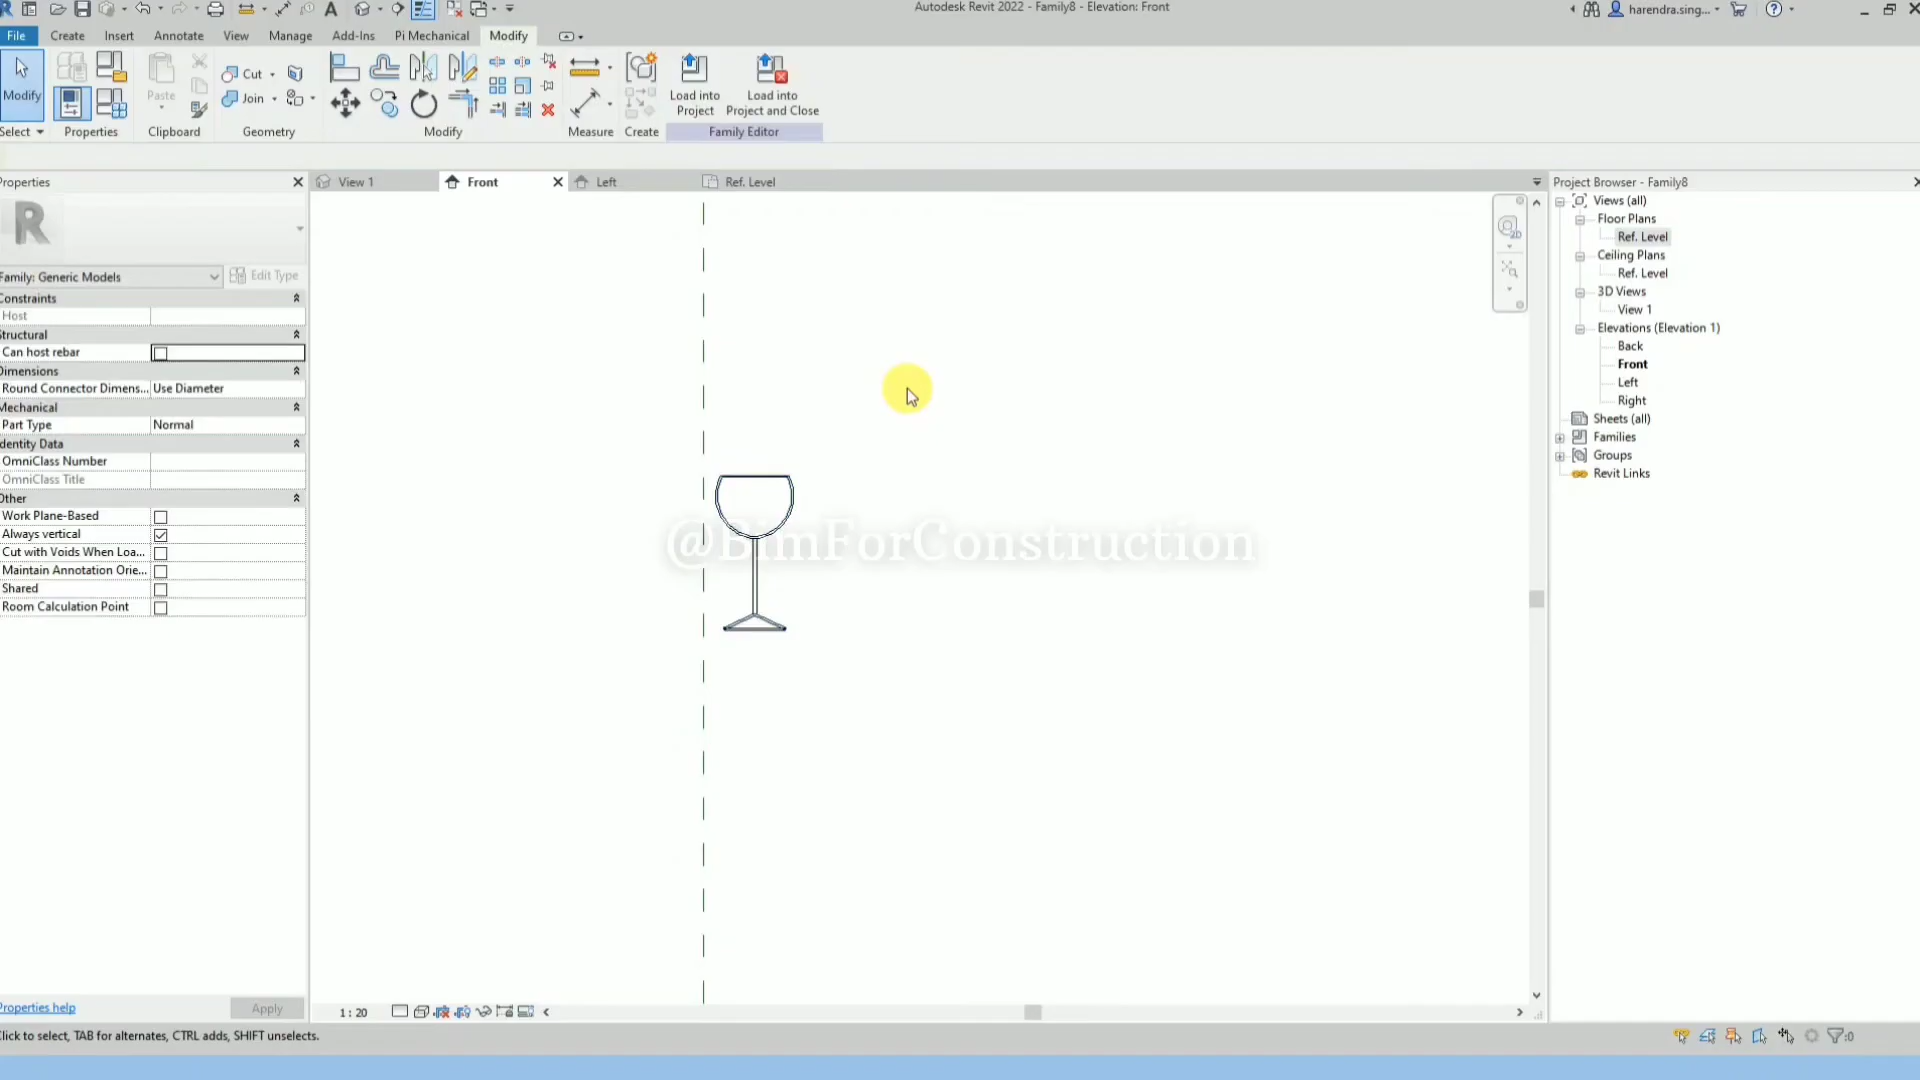 Autodesk Revit 2022 - Family8 - Elevation: Front
harendra.sing...
File Create Insert Annotate View Manage Add-Ins Pi Mechanical Modify
Modify
Paste
Cut
Join
Load into Project
Load into Project and Close
Select Properties Clipboard Geometry Modify Measure Create Family Editor
Properties
View 1
Front
Left
Ref. Level
Project Browser - Family8
R
Family: Generic Models
Edit Type
Constraints
Host
Structural
Can host rebar
Dimensions
Round Connector Dimens... Use Diameter
Mechanical
Part Type Normal
Identity Data
OmniClass Number
OmniClass Title
Other
Work Plane-Based
Always vertical
Cut with Voids When Loa...
Maintain Annotation Orie...
Shared
Room Calculation Point
Properties help
Apply
2D
@BimForConstruction
Views (all)
Floor Plans
Ref. Level
Ceiling Plans
Ref. Level
3D Views
View 1
Elevations (Elevation 1)
Back
Front
Left
Right
Sheets (all)
Families
Groups
Revit Links
1 : 20
Click to select, TAB for alternates, CTRL adds, SHIFT unselects.
:0